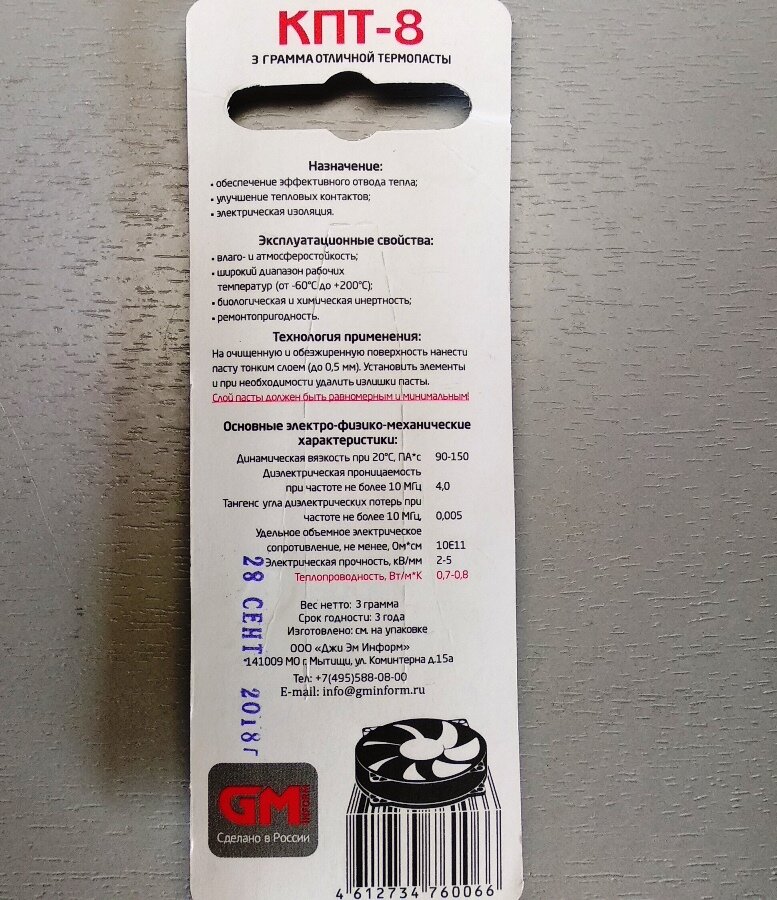 КПТ-8
3 ГРАММА ОТЛИЧНОЙ ТЕРМОПАСТЫ
Назначение:
• обеспечение эффективного отвода тепла;
• улучшение тепловых контактов;
• электрическая изоляция.
Эксплуатационные свойства:
• влаго- и атмосферостойкость;
• широкий диапазон рабочих
температур (от -60°С до +200°С);
• биологическая и химическая инертность;
• ремонтопригодность.
Технология применения:
На очищенную и обезжиренную поверхность нанести
пасту тонким слоем (до 0,5 мм). Установить элементы
и при необходимости удалить излишки пасты.
Слой пасты должен быть равномерным и минимальным!
Основные электро-физико-механические
характеристики:
Динамическая вязкость при 20°С, ПА*с 90-150
Диэлектрическая проницаемость
при частоте не более 10 МГц 4,0
Тангенс угла диэлектрических потерь при
частоте не более 10 МГц, 0,005
Удельное объемное электрическое
сопротивление, не менее, Ом*см 10Е11
Электрическая прочность, кВ/мм 2-5
Теплопроводность, Вт/м*К 0,7-0,8
28 СЕНТ 2018г
Вес нетто: 3 грамма
Срок годности: 3 года
Изготовлено: см. на упаковке
ООО «Джи Эм Информ»
*141009 МО г. Мытищи, ул. Коминтерна д.15а
Тел: +7(495)588-08-00
E-mail: info@gminform.ru
GM INFORM
Сделано в России
4 612734 760066